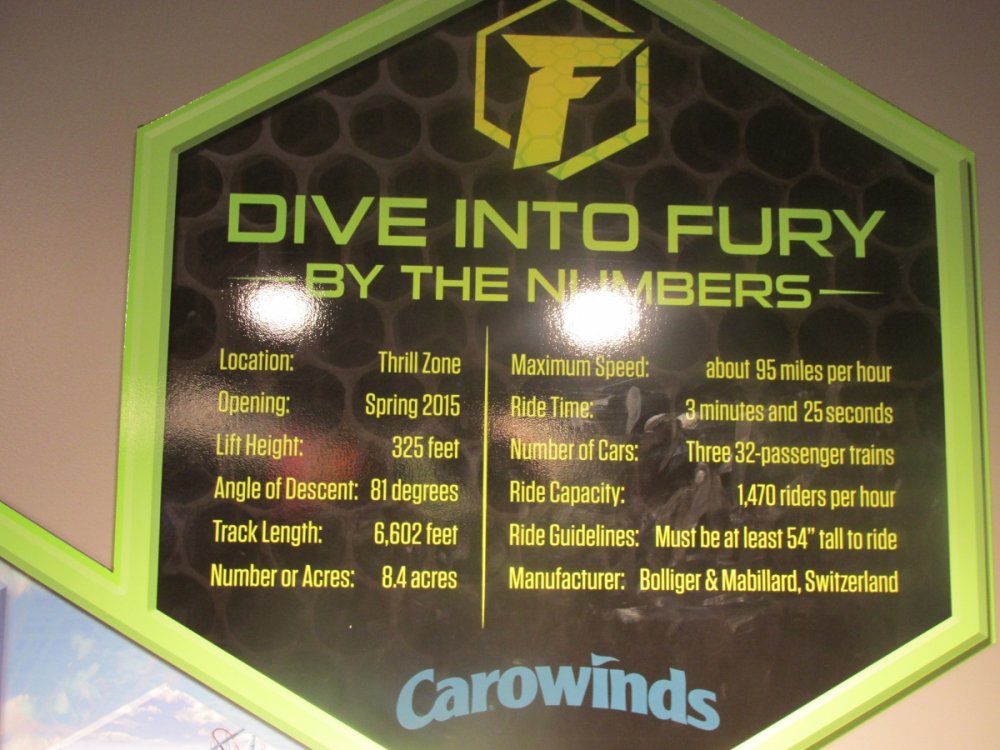 F
DIVE INTO FURY
BY THE NUMBERS
Location: Thrill Zone
Opening: Spring 2015
Lift Height: 325 feet
Angle of Descent: 81 degrees
Track Length: 6,602 feet
Number or Acres: 8.4 acres
Maximum Speed: about 95 miles per hour
Ride Time: 3 minutes and 25 seconds
Number of Cars: Three 32-passenger trains
Ride Capacity: 1,470 riders per hour
Ride Guidelines: Must be at least 54" tall to ride
Manufacturer: Bolliger & Mabillard, Switzerland
Carowinds